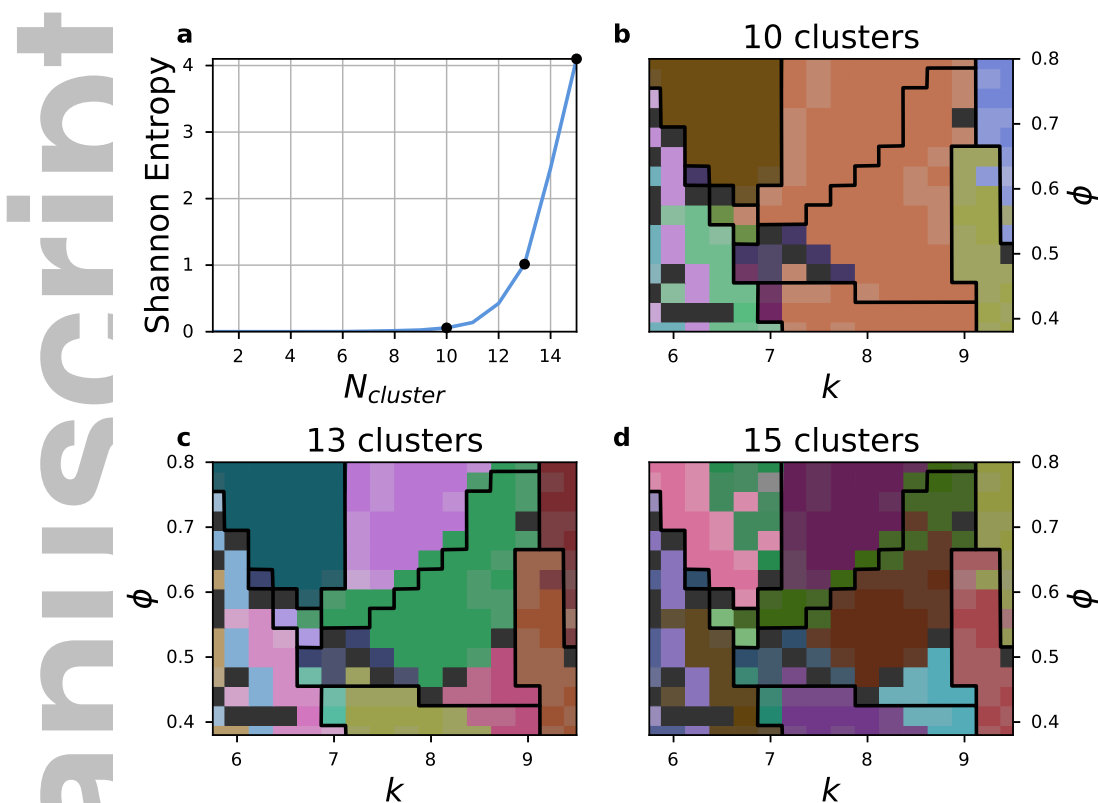 anuscript
a
Shannon Entropy
4
3
2
1
0
2 4 6 8 10 12 14
N_cluster
b
10 clusters
0.8
0.7
0.6
0.5
0.4
ϕ
6 7 8 9
k
c
13 clusters
0.8
0.7
0.6
0.5
0.4
ϕ
6 7 8 9
k
d
15 clusters
0.8
0.7
0.6
0.5
0.4
ϕ
6 7 8 9
k